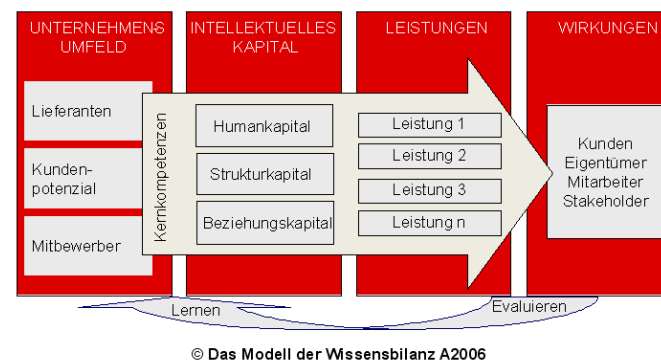 UNTERNEHMENS
UMFELD
INTELLEKTUELLES
KAPITAL
LEISTUNGEN
WIRKUNGEN
Lieferanten
Kunden-
potenzial
Mitbewerber
Kernkompetenzen
Humankapital
Strukturkapital
Beziehungskapital
Leistung 1
Leistung 2
Leistung 3
Leistung n
Kunden
Eigentümer
Mitarbeiter
Stakeholder
Lernen
Evaluieren
© Das Modell der Wissensbilanz A2006